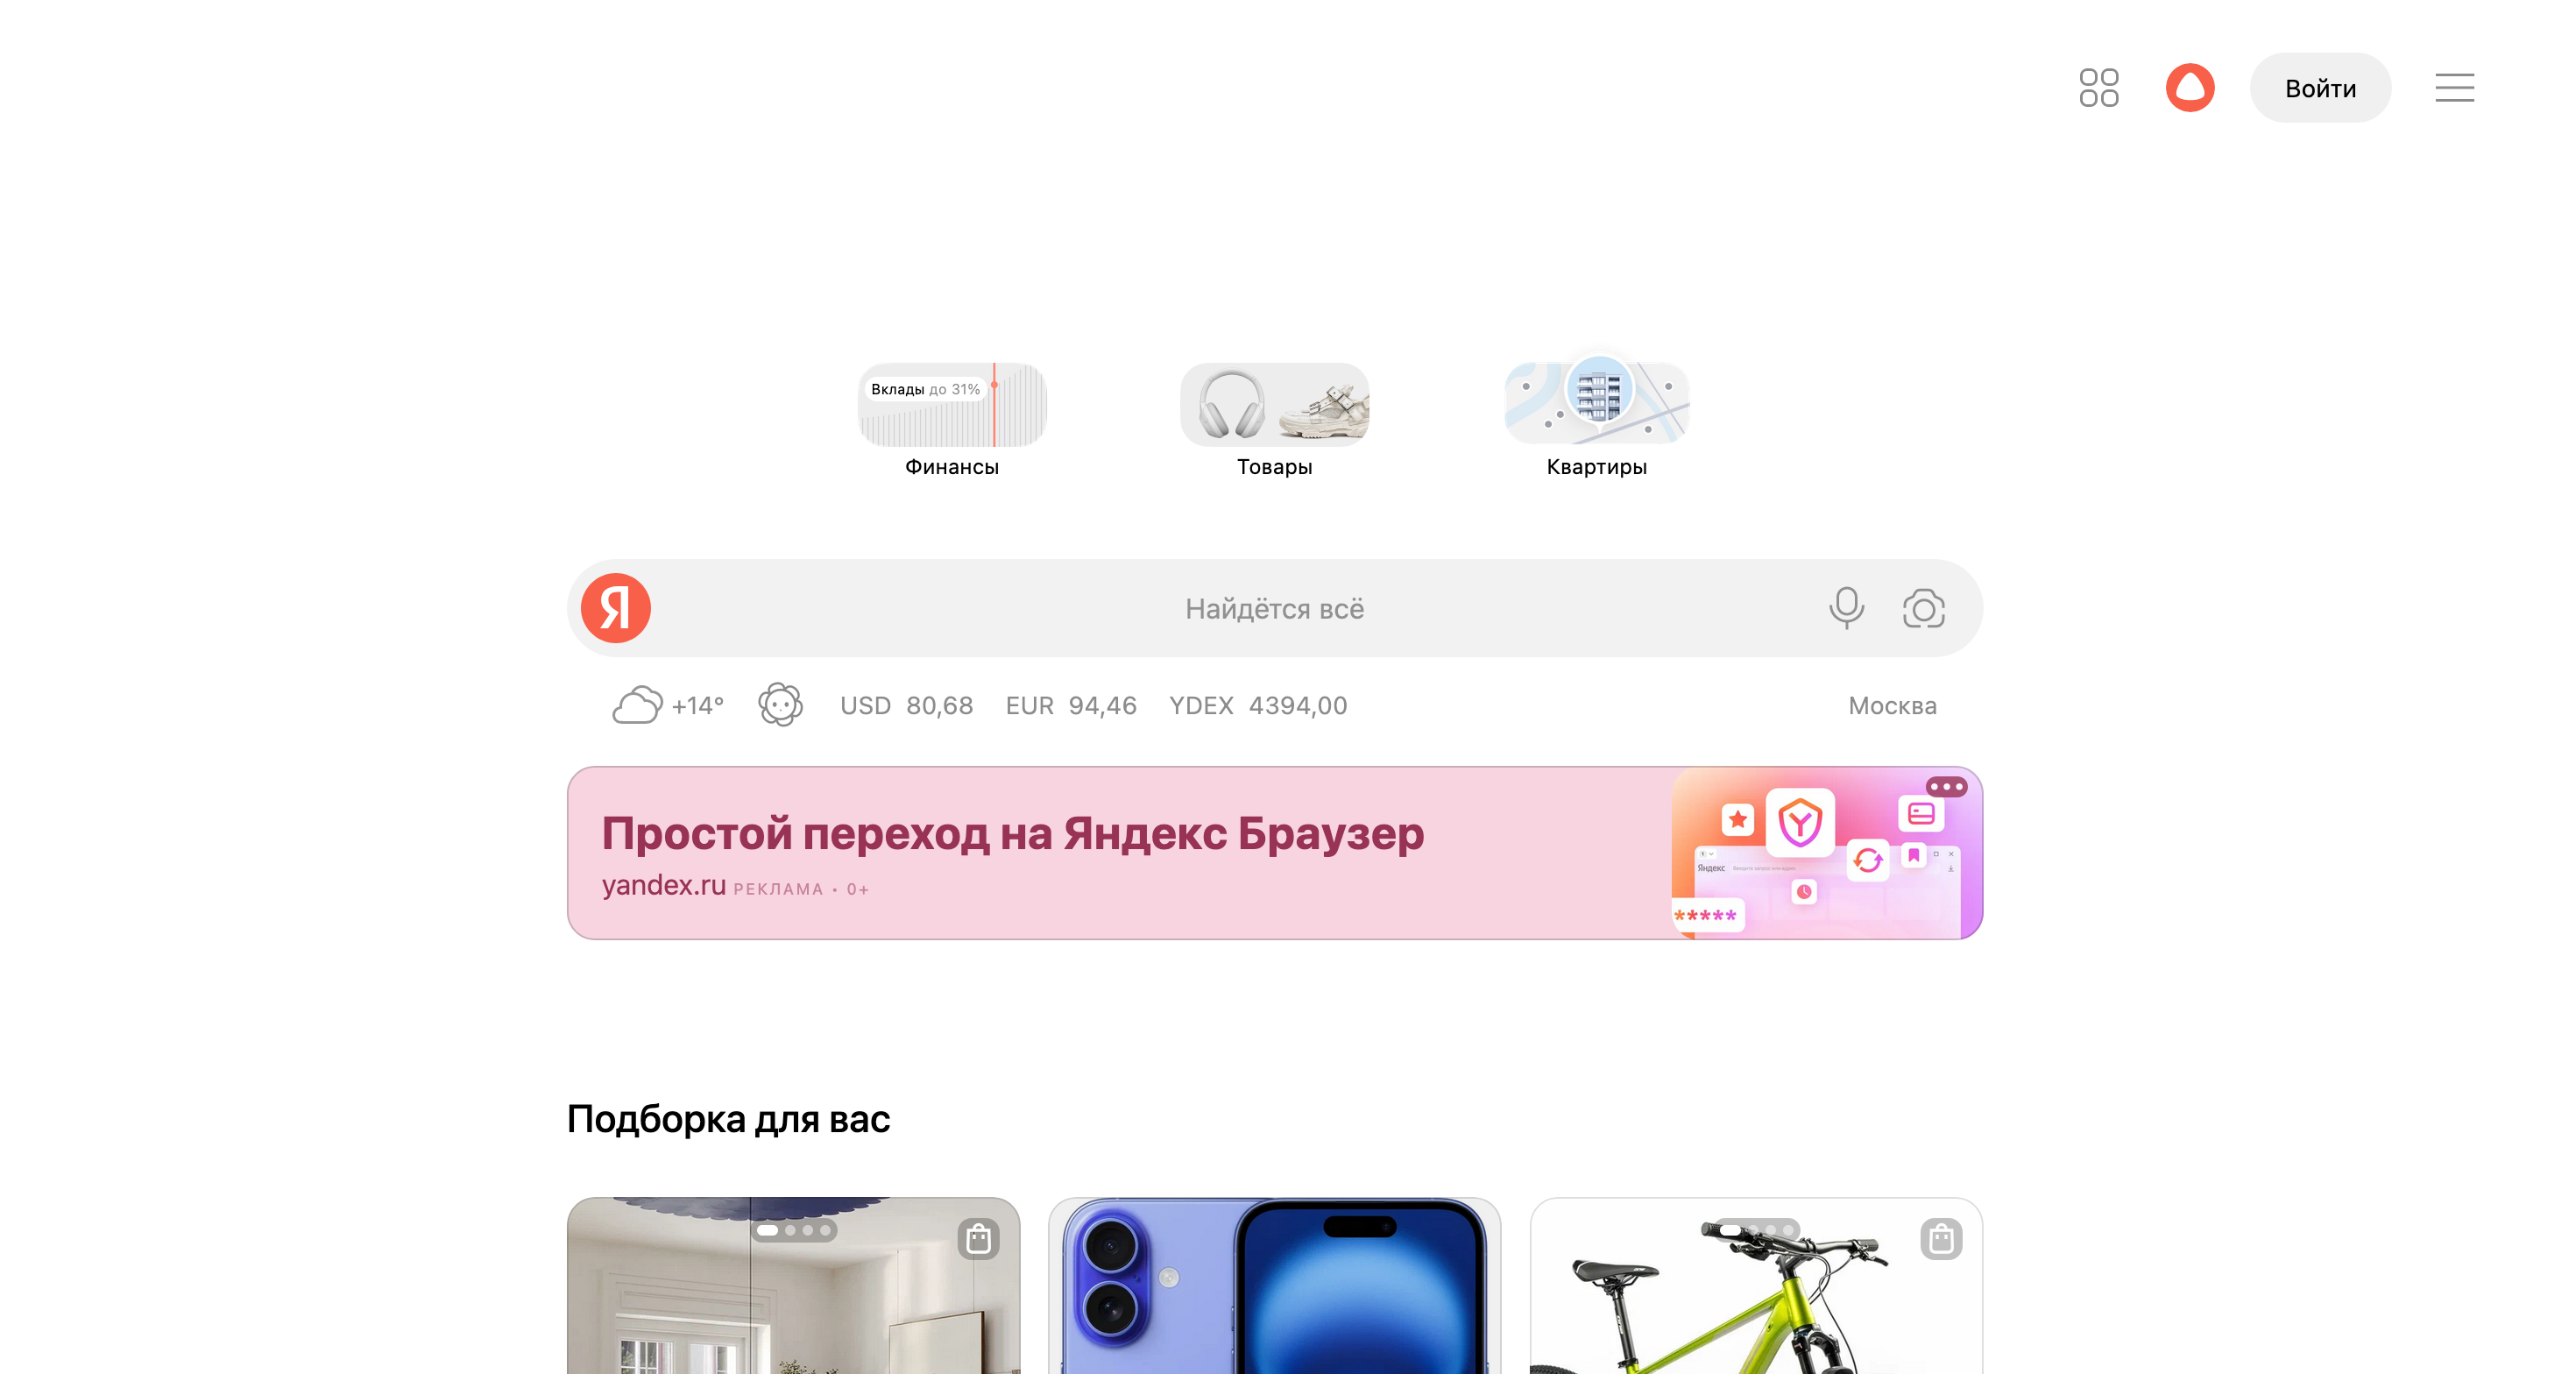 Войти
Вклады до 31%
Финансы
Товары
Квартиры
Я
Найдётся всё
+14°
USD 80,68 EUR 94,46 YDEX 4394,00
Москва
Простой переход на Яндекс Браузер
yandex.ru РЕКЛАМА • 0+
Яндекс
*****
Подборка для вас